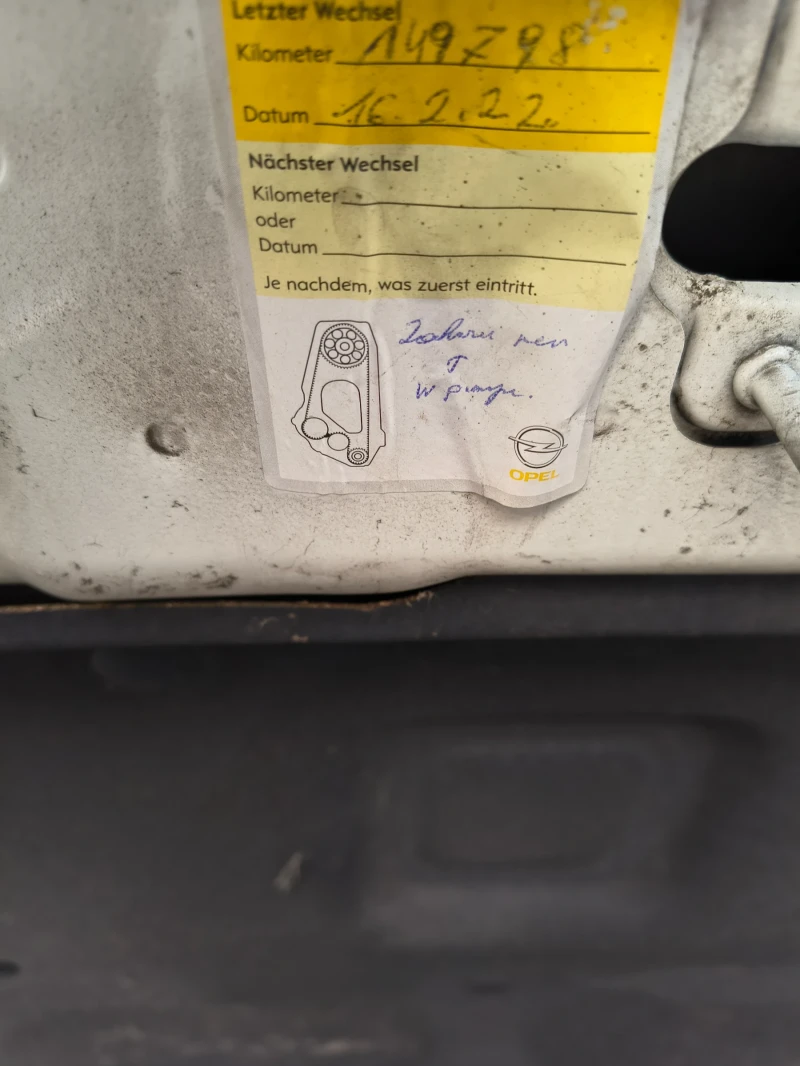 Letzter Wechsel
Kilometer 149798
Datum 16.2.22
Nächster Wechsel
Kilometer
oder
Datum
Je nachdem, was zuerst eintritt.
neu
W pumpe.
OPEL